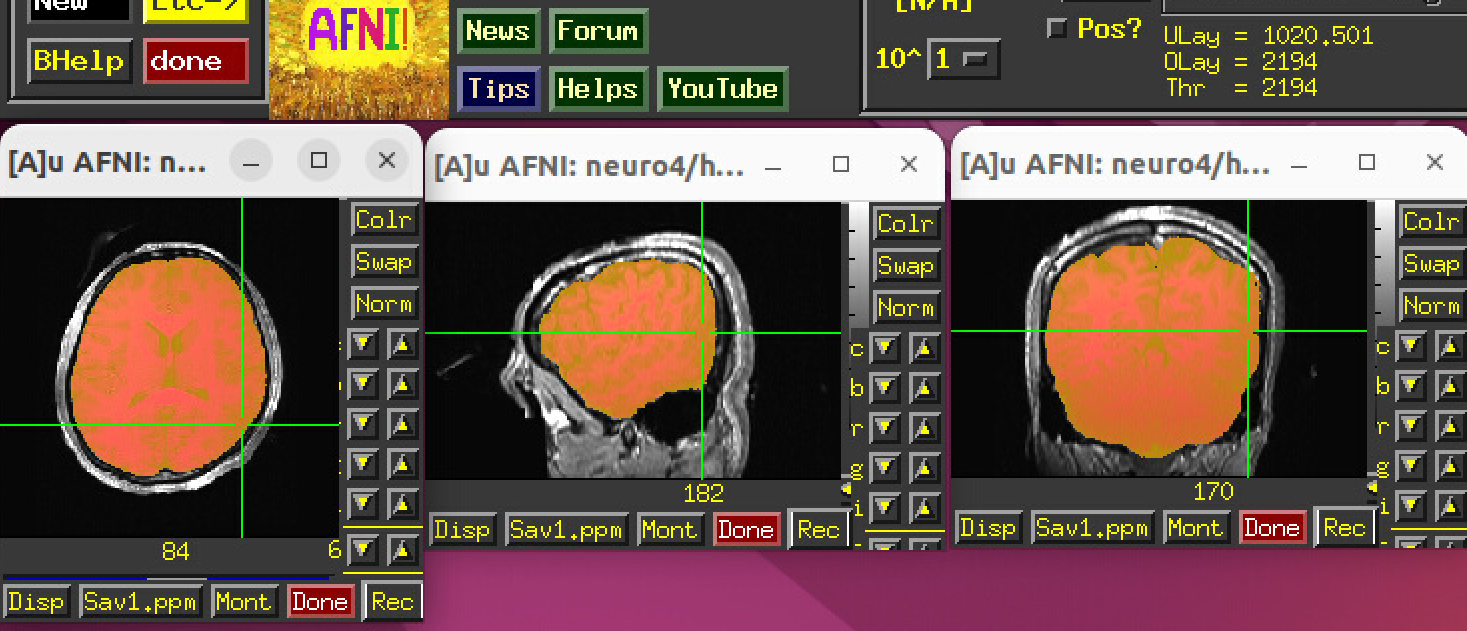 New
Etc->
BHelp
done
AFNI!
News
Forum
Tips
Helps
YouTube
[N/A]
10^ 1
Pos?
ULay = 1020.501
OLay = 2194
Thr = 2194
[A]u AFNI: n...
Colr
Swap
Norm
84
6
Disp
Sav1.ppm
Mont
Done
Rec
[A]u AFNI: neuro4/h...
Colr
Swap
Norm
c
b
r
g
i
182
Disp
Sav1.ppm
Mont
Done
Rec
[A]u AFNI: neuro4/h...
Colr
Swap
Norm
c
b
r
g
i
170
Disp
Sav1.ppm
Mont
Done
Rec